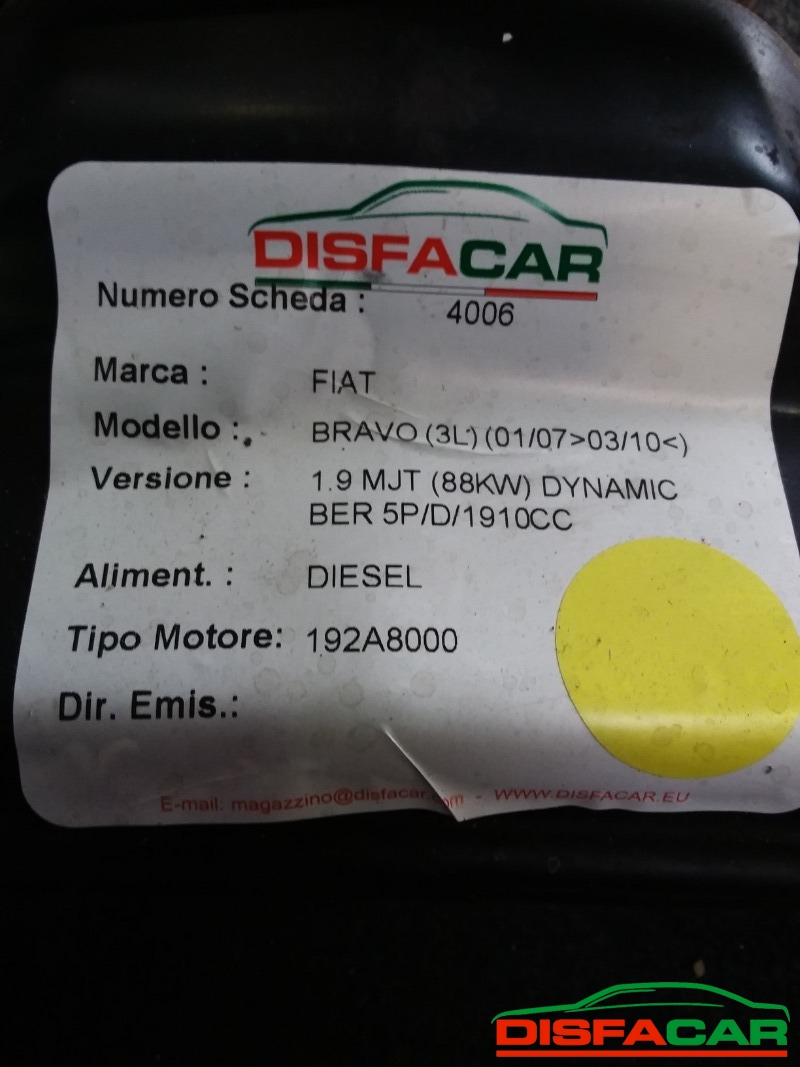 DISFACAR
Numero Scheda : 4006
Marca : FIAT
Modello : BRAVO (3L) (01/07>03/10<)
Versione : 1.9 MJT (88KW) DYNAMIC
BER 5P/D/1910CC
Aliment. : DIESEL
Tipo Motore: 192A8000
Dir. Emis.:
E-mail: magazzino@disfacar.com - WWW.DISFACAR.EU
DISFACAR